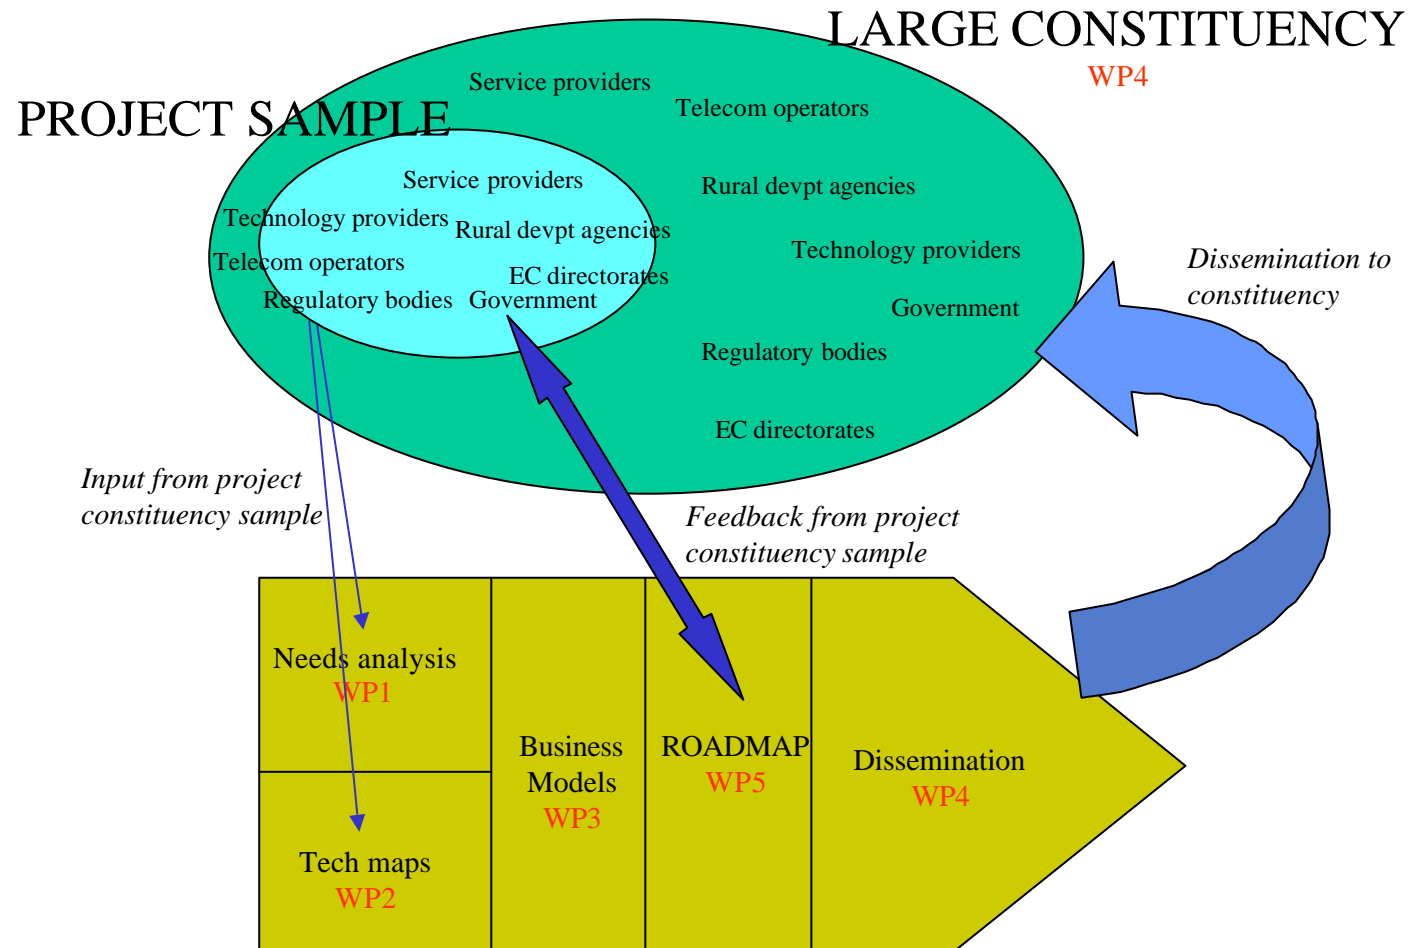 LARGE CONSTITUENCY
WP4
PROJECT SAMPLE
Service providers
Telecom operators
Rural devpt agencies
Technology providers
Government
Regulatory bodies
EC directorates
Service providers
Technology providers
Rural devpt agencies
Telecom operators
EC directorates
Regulatory bodies
Government
Dissemination to
constituency
Input from project
constituency sample
Feedback from project
constituency sample
Needs analysis
WP1
Tech maps
WP2
Business
Models
WP3
ROADMAP
WP5
Dissemination
WP4